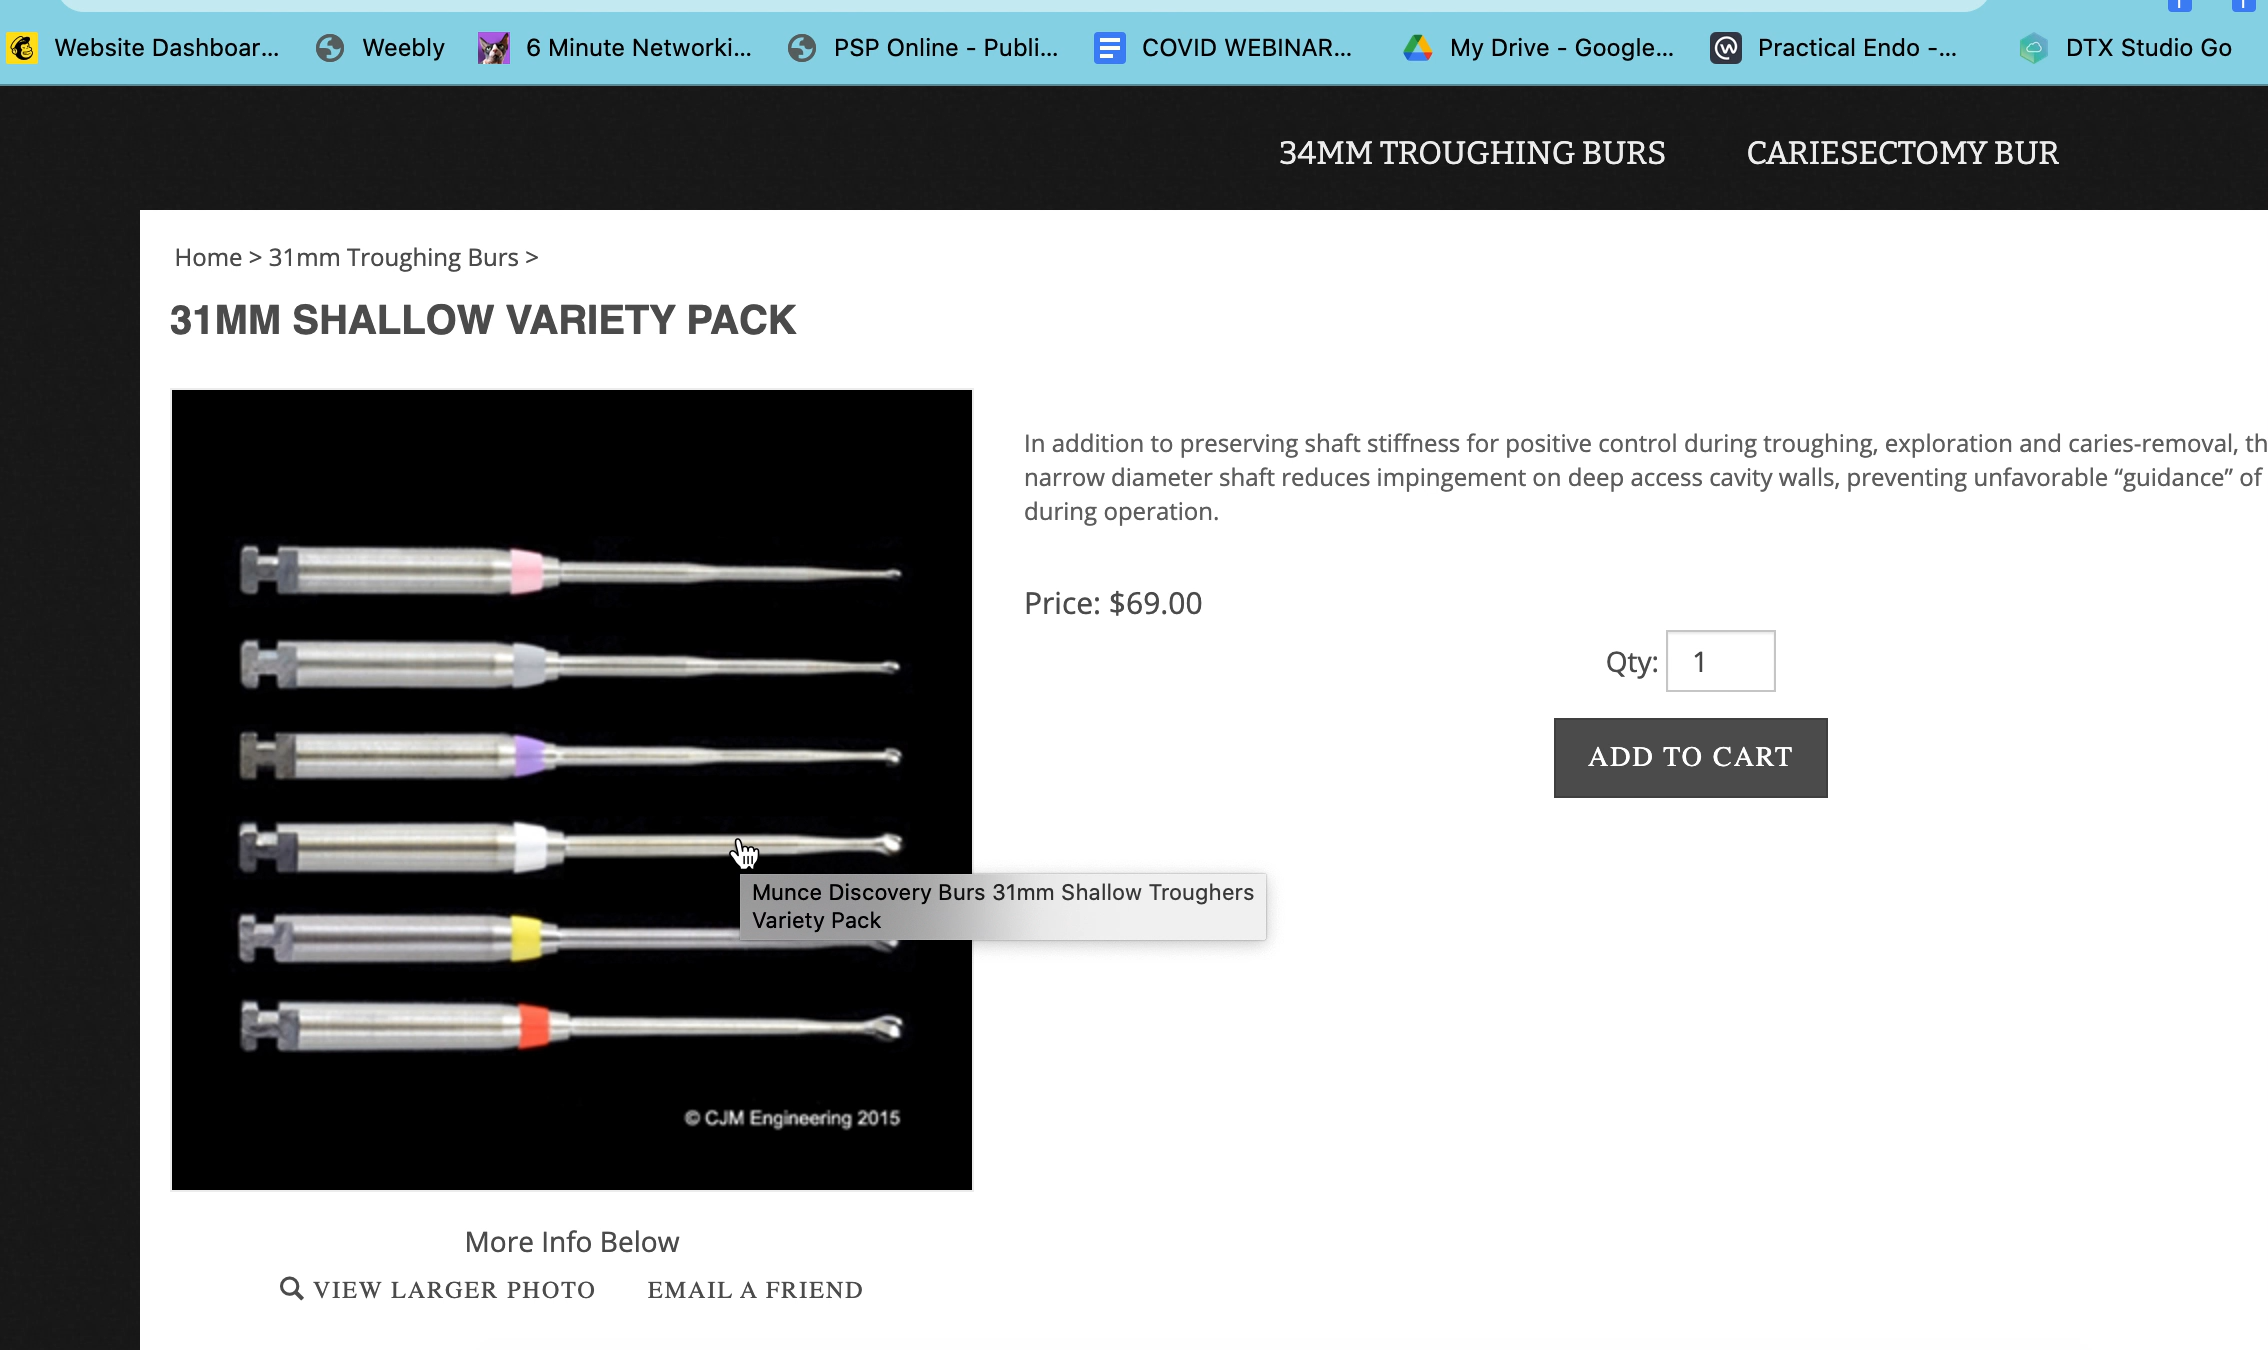 Website Dashboar...
Weebly
6 Minute Networki...
PSP Online - Publi...
COVID WEBINAR...
My Drive - Google...
Practical Endo -...
DTX Studio Go
34MM TROUGHING BURS
CARIESECTOMY BUR
Home > 31mm Troughing Burs >
31MM SHALLOW VARIETY PACK
In addition to preserving shaft stiffness for positive control during troughing, exploration and caries-removal, th
narrow diameter shaft reduces impingement on deep access cavity walls, preventing unfavorable “guidance” of
during operation.
Price: $69.00
Qty: 1
ADD TO CART
Munce Discovery Burs 31mm Shallow Troughers
Variety Pack
© CJM Engineering 2015
More Info Below
VIEW LARGER PHOTO
EMAIL A FRIEND